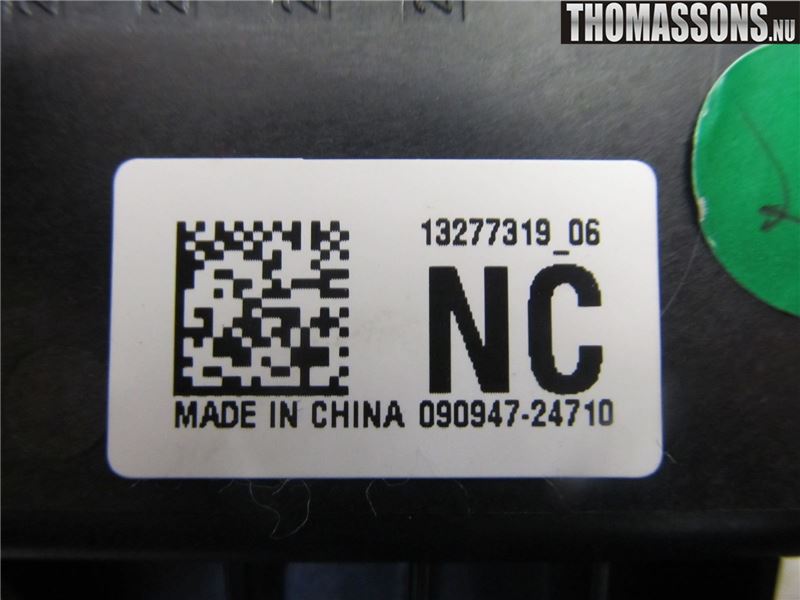 THOMASSONS.NU
13277319_06
NC
MADE IN CHINA 090947-24710